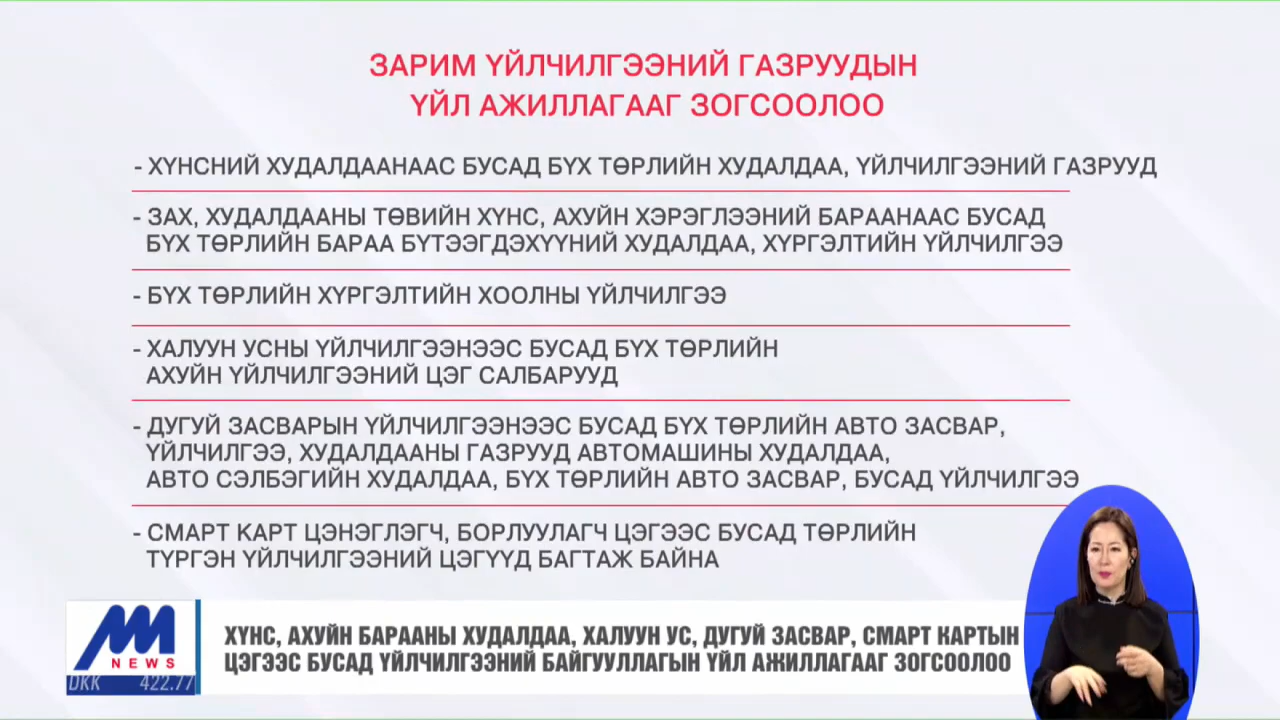 ЗАРИМ ҮЙЛЧИЛГЭЭНИЙ ГАЗРУУДЫН
ҮЙЛ АЖИЛЛАГААГ ЗОГСООЛОО
- ХҮНСНИЙ ХУДАЛДААНААС БУСАД БҮХ ТӨРЛИЙН ХУДАЛДАА, ҮЙЛЧИЛГЭЭНИЙ ГАЗРУУД
- ЗАХ, ХУДАЛДААНЫ ТӨВИЙН ХҮНС, АХУЙН ХЭРЭГЛЭЭНИЙ БАРААНААС БУСАД
БҮХ ТӨРЛИЙН БАРАА БҮТЭЭГДЭХҮҮНИЙ ХУДАЛДАА, ХҮРГЭЛТИЙН ҮЙЛЧИЛГЭЭ
- БҮХ ТӨРЛИЙН ХҮРГЭЛТИЙН ХООЛНЫ ҮЙЛЧИЛГЭЭ
- ХАЛУУН УСНЫ ҮЙЛЧИЛГЭЭНЭЭС БУСАД БҮХ ТӨРЛИЙН
АХУЙН ҮЙЛЧИЛГЭЭНИЙ ЦЭГ САЛБАРУУД
- ДУГУЙ ЗАСВАРЫН ҮЙЛЧИЛГЭЭНЭЭС БУСАД БҮХ ТӨРЛИЙН АВТО ЗАСВАР,
ҮЙЛЧИЛГЭЭ, ХУДАЛДААНЫ ГАЗРУУД АВТОМАШИНЫ ХУДАЛДАА,
АВТО СЭЛБЭГИЙН ХУДАЛДАА, БҮХ ТӨРЛИЙН АВТО ЗАСВАР, БУСАД ҮЙЛЧИЛГЭЭ
- СМАРТ КАРТ ЦЭНЭГЛЭГЧ, БОРЛУУЛАГЧ ЦЭГЭЭС БУСАД ТӨРЛИЙН
ТҮРГЭН ҮЙЛЧИЛГЭЭНИЙ ЦЭГҮҮД БАГТАЖ БАЙНА
ХҮНС, АХУЙН БАРААНЫ ХУДАЛДАА, ХАЛУУН УС, ДУГУЙ ЗАСВАР, СМАРТ КАРТЫН
ЦЭГЭЭС БУСАД ҮЙЛЧИЛГЭЭНИЙ БАЙГУУЛЛАГЫН ҮЙЛ АЖИЛЛАГААГ ЗОГСООЛОО
M
NEWS
DKK 422.77